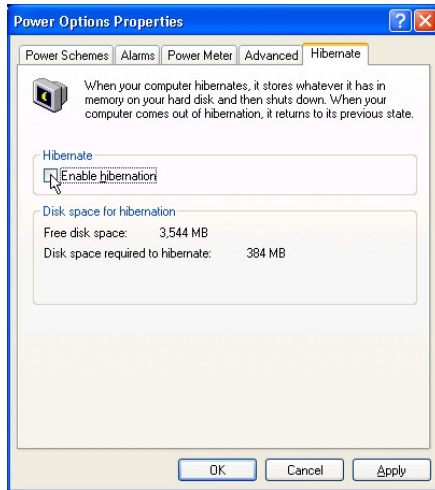 Power Options Properties
Power Schemes Alarms Power Meter Advanced Hibernate
When your computer hibernates, it stores whatever it has in
memory on your hard disk and then shuts down. When your
computer comes out of hibernation, it returns to its previous state.
Hibernate
Enable hibernation
Disk space for hibernation
Free disk space: 3,544 MB
Disk space required to hibernate: 384 MB
OK Cancel Apply